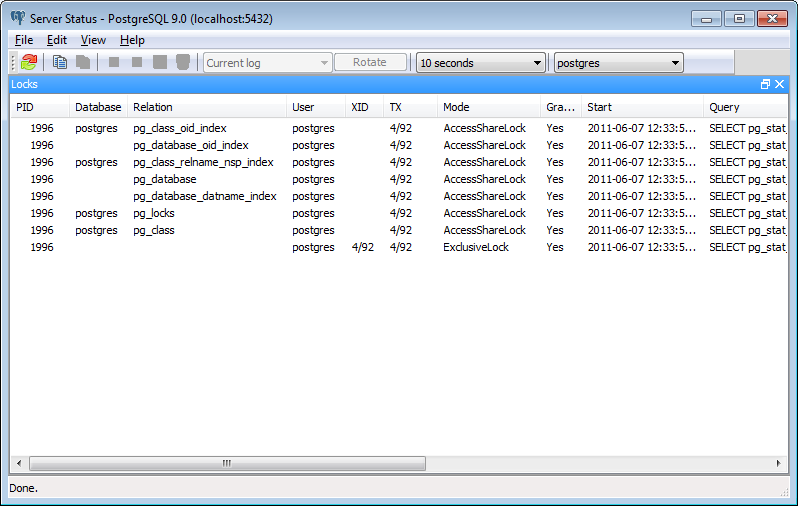 Server Status - PostgreSQL 9.0 (localhost:5432)
File Edit View Help
Current log Rotate 10 seconds postgres
Locks
PID Database Relation User XID TX Mode Gra... Start Query
1996 postgres pg_class_oid_index postgres 4/92 AccessShareLock Yes 2011-06-07 12:33:5... SELECT pg_stat_
1996 pg_database_oid_index postgres 4/92 AccessShareLock Yes 2011-06-07 12:33:5... SELECT pg_stat_
1996 postgres pg_class_relname_nsp_index postgres 4/92 AccessShareLock Yes 2011-06-07 12:33:5... SELECT pg_stat_
1996 pg_database postgres 4/92 AccessShareLock Yes 2011-06-07 12:33:5... SELECT pg_stat_
1996 pg_database_datname_index postgres 4/92 AccessShareLock Yes 2011-06-07 12:33:5... SELECT pg_stat_
1996 postgres pg_locks postgres 4/92 AccessShareLock Yes 2011-06-07 12:33:5... SELECT pg_stat_
1996 postgres pg_class postgres 4/92 AccessShareLock Yes 2011-06-07 12:33:5... SELECT pg_stat_
1996 postgres 4/92 4/92 ExclusiveLock Yes 2011-06-07 12:33:5... SELECT pg_stat_
Done.